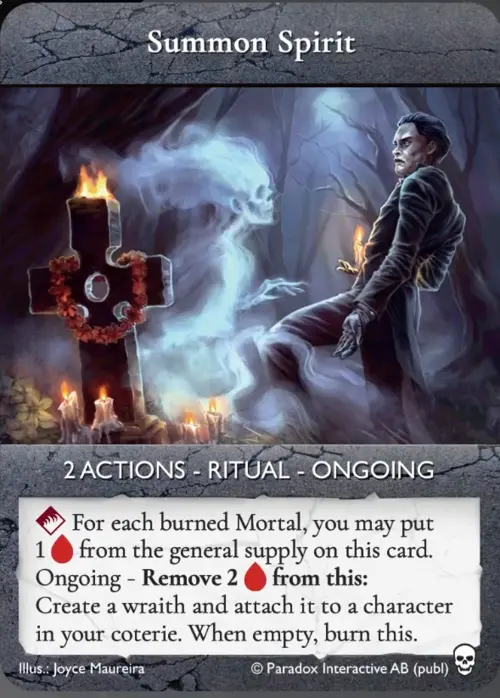 Summon Spirit
2 ACTIONS - RITUAL - ONGOING
For each burned Mortal, you may put
1 from the general supply on this card.
Ongoing - Remove 2 from this:
Create a wraith and attach it to a character
in your coterie. When empty, burn this.
Illus.: Joyce Maureira © Paradox Interactive AB (publ)